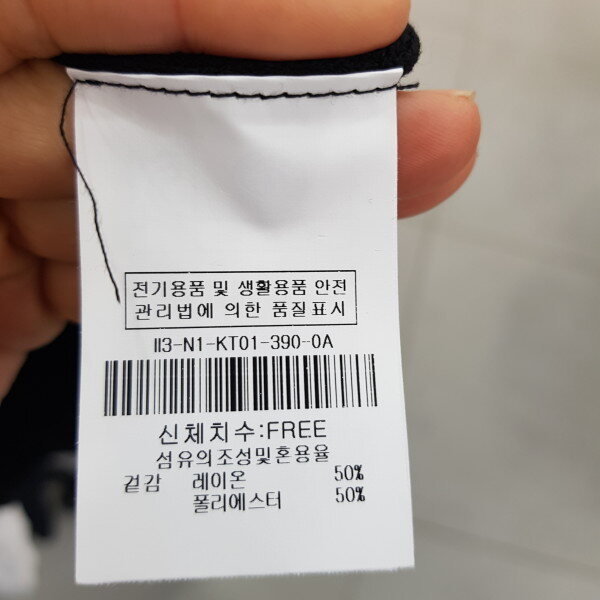 전기용품 및 생활용품 안전
관리법에 의한 품질표시
II3-N1-KT01-390-0A
신체치수:FREE
섬유의조성및혼용율
겉감 레이온 50%
폴리에스터 50%